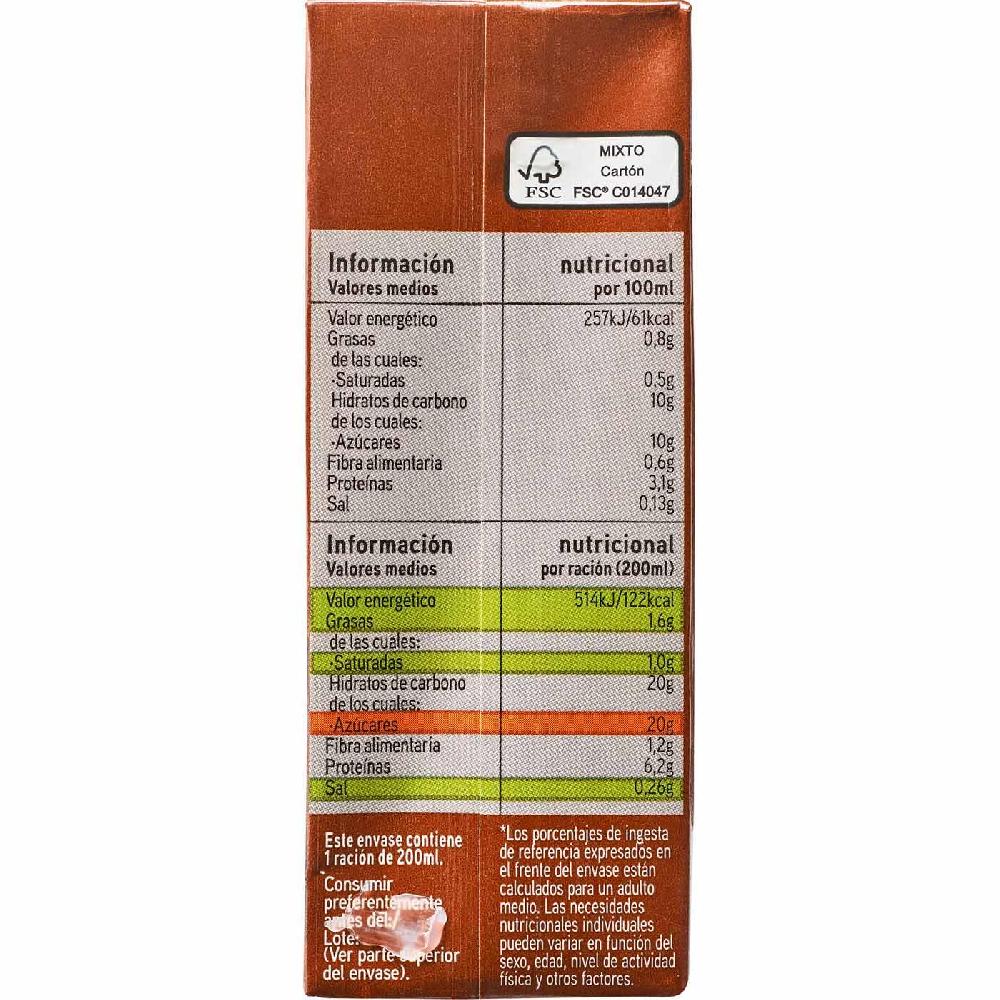 MIXTO
Cartón
FSC FSC® C014047
Información nutricional
Valores medios por 100ml
Valor energético 257kJ/61kcal
Grasas 0,8g
de las cuales:
·Saturadas 0,5g
Hidratos de carbono 10g
de los cuales:
·Azúcares 10g
Fibra alimentaria 0,6g
Proteínas 3,1g
Sal 0,13g
Información nutricional
Valores medios por ración (200ml)
Valor energético 514kJ/122kcal
Grasas 1,6g
de las cuales:
·Saturadas 1,0g
Hidratos de carbono 20g
de los cuales:
·Azúcares 20g
Fibra alimentaria 1,2g
Proteínas 6,2g
Sal 0,26g
Este envase contiene
1 ración de 200ml.
Consumir
preferentemente
antes del:/
Lote:
(Ver parte superior
del envase).
*Los porcentajes de ingesta
de referencia expresados en
el frente del envase están
calculados para un adulto
medio. Las necesidades
nutricionales individuales
pueden variar en función del
sexo, edad, nivel de actividad
física y otros factores.